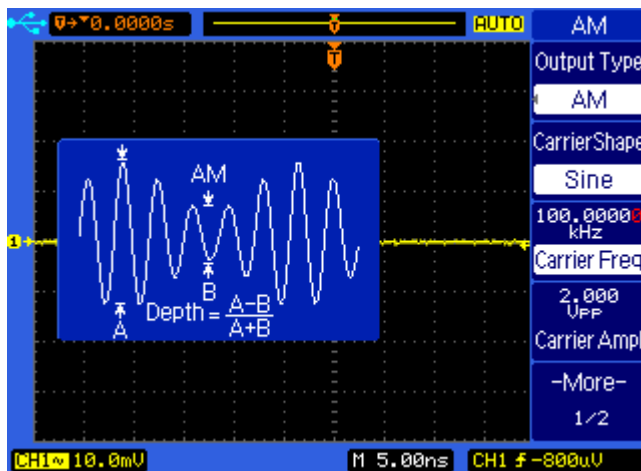 T→▼0.0000s
T
AUTO
T
AM
Output Type
AM
CarrierShape
Sine
100.00000
kHz
Carrier Freq
2.000
VPP
Carrier Ampl
-More-
1/2
1
AM
B
A
Depth = A-B
A+B
CH1~ 10.0mV
M 5.00ns
CH1 ⨍-800uV